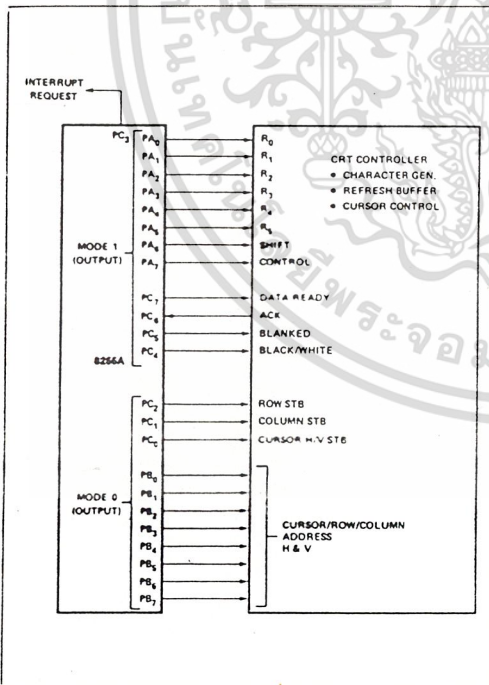 INTERRUPT
REQUEST
PC3 PA0 R0
PA1 R1 CRT CONTROLLER
PA2 R2 • CHARACTER GEN.
PA3 R3 • REFRESH BUFFER
PA4 R4 • CURSOR CONTROL
PA5 R5
MODE 1
(OUTPUT)
PA6 SHIFT
PA7 CONTROL
PC7 DATA READY
PC6 ACK
PC5 BLANKED
PC4 BLACK/WHITE
8255A
PC2 ROW STB
PC1 COLUMN STB
PC0 CURSOR H/V STB
MODE 0
(OUTPUT)
PB0
PB1
PB2
PB3
PB4
PB5
PB6
PB7
CURSOR/ROW/COLUMN
ADDRESS
H & V